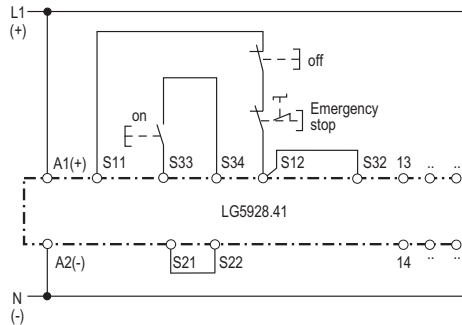 L1
(+)
off
on
Emergency
stop
A1(+) S11 S33 S34 S12 S32 13 .. ..
LG5928.41
A2(-) S21 S22 14 .. ..
N
(-)